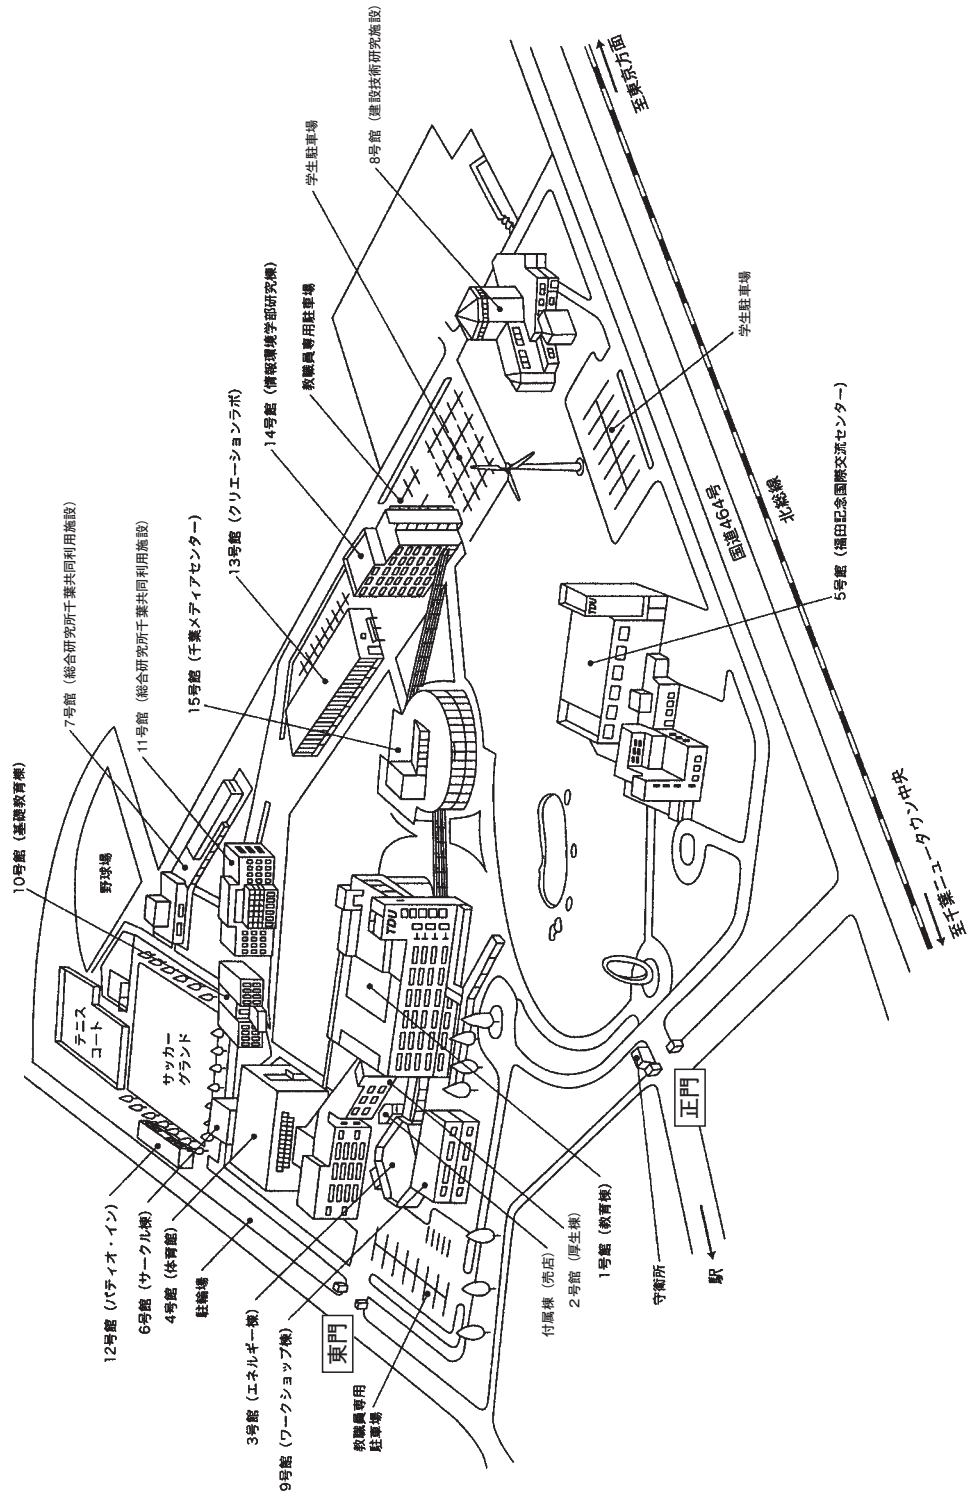 12号館（パティオ・イン）
6号館（サークル棟）
4号館（体育館）
駐輪場
3号館（エネルギー棟）
9号館（ワークショップ棟）
東門
教職員専用
駐車場
付属棟（売店）
2号館（厚生棟）
1号館（教育棟）
守衛所
駅
正門
テニス
コート
サッカー
グランド
野球場
10号館（基礎教育棟）
7号館（総合研究所千葉共同利用施設）
11号館（総合研究所千葉共同利用施設）
15号館（千葉メディアセンター）
13号館（クリエーションラボ）
14号館（情報環境学部研究棟）
教職員専用駐車場
学生駐車場
8号館（建設技術研究施設）
TDU
TDU
学生駐車場
5号館（福田記念国際交流センター）
国道464号
北総線
至千葉ニュータウン中央
至東京方面